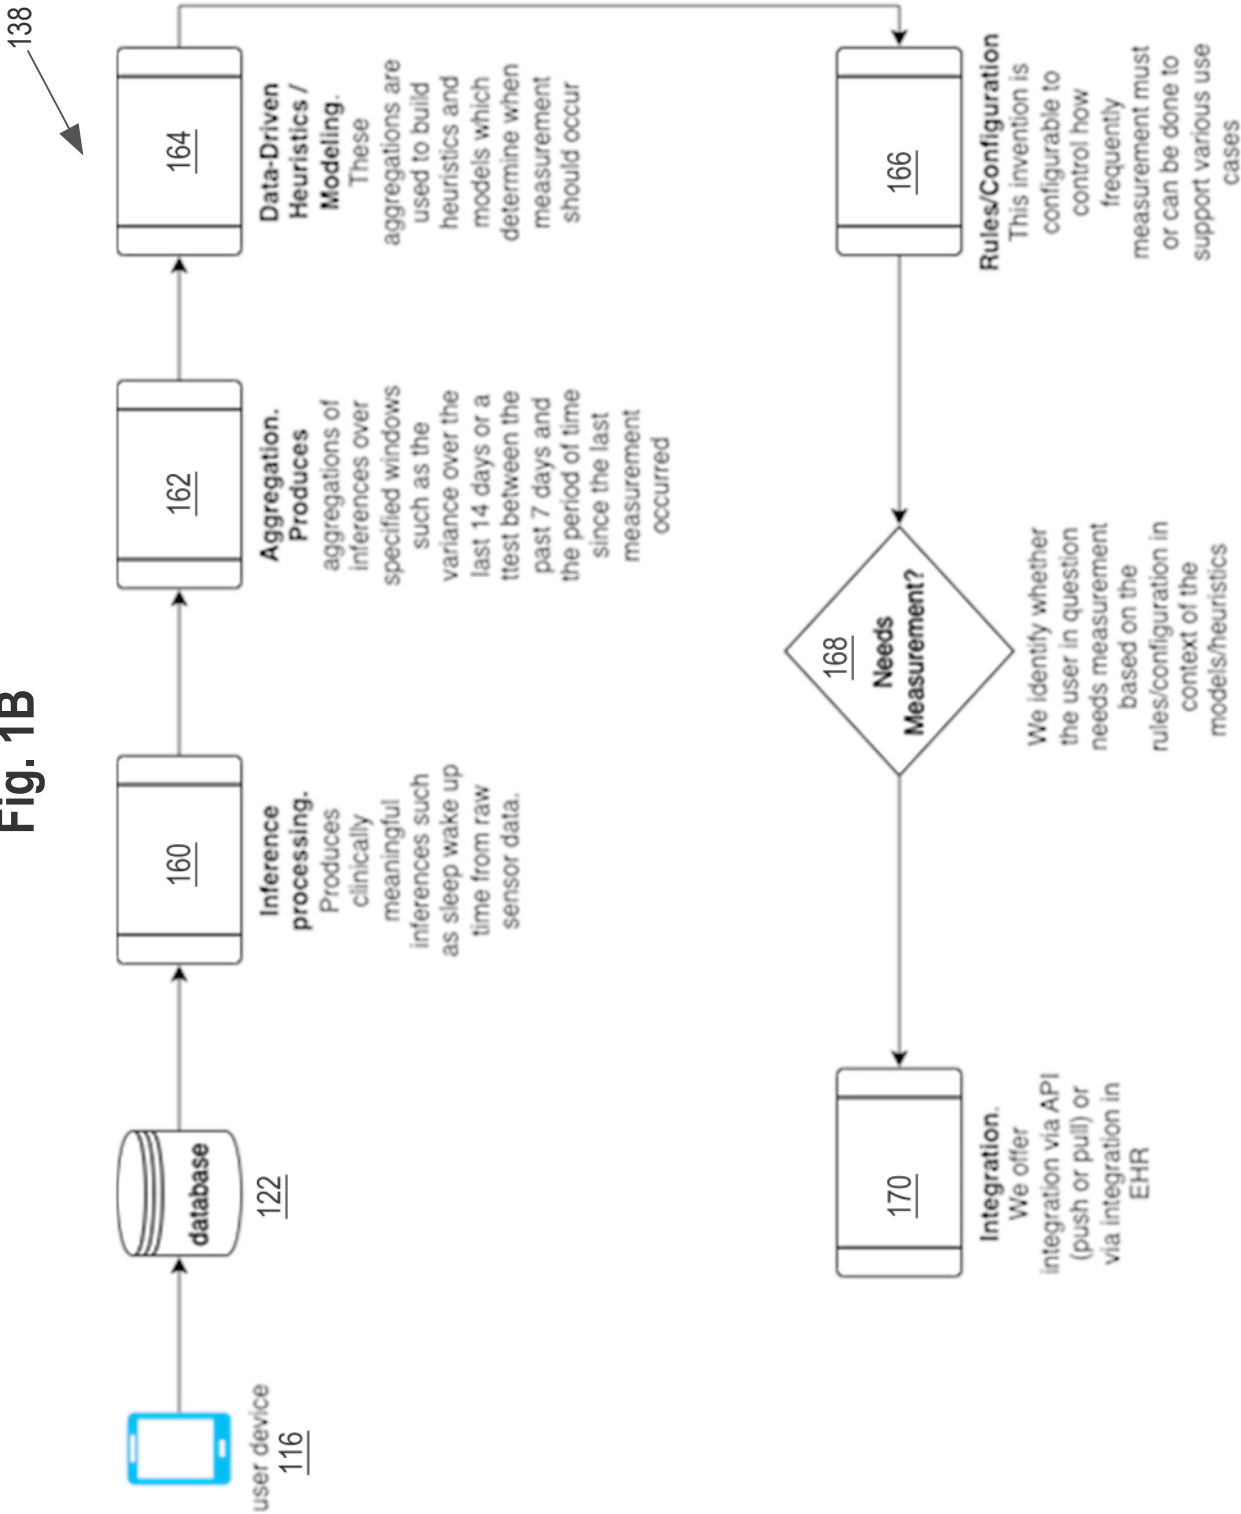 Fig. 1B
138
user device
116
database
122
160
Inference
processing.
Produces
clinically
meaningful
inferences such
as sleep wake up
time from raw
sensor data.
162
Aggregation.
Produces
aggregations of
inferences over
specified windows
such as the
variance over the
last 14 days or a
ttest between the
past 7 days and
the period of time
since the last
measurement
occurred
164
Data-Driven
Heuristics /
Modeling.
These
aggregations are
used to build
heuristics and
models which
determine when
measurement
should occur
170
Integration.
We offer
integration via API
(push or pull) or
via integration in
EHR
168
Needs
Measurement?
We identify whether
the user in question
needs measurement
based on the
rules/configuration in
context of the
models/heuristics
166
Rules/Configuration
This invention is
configurable to
control how
frequently
measurement must
or can be done to
support various use
cases